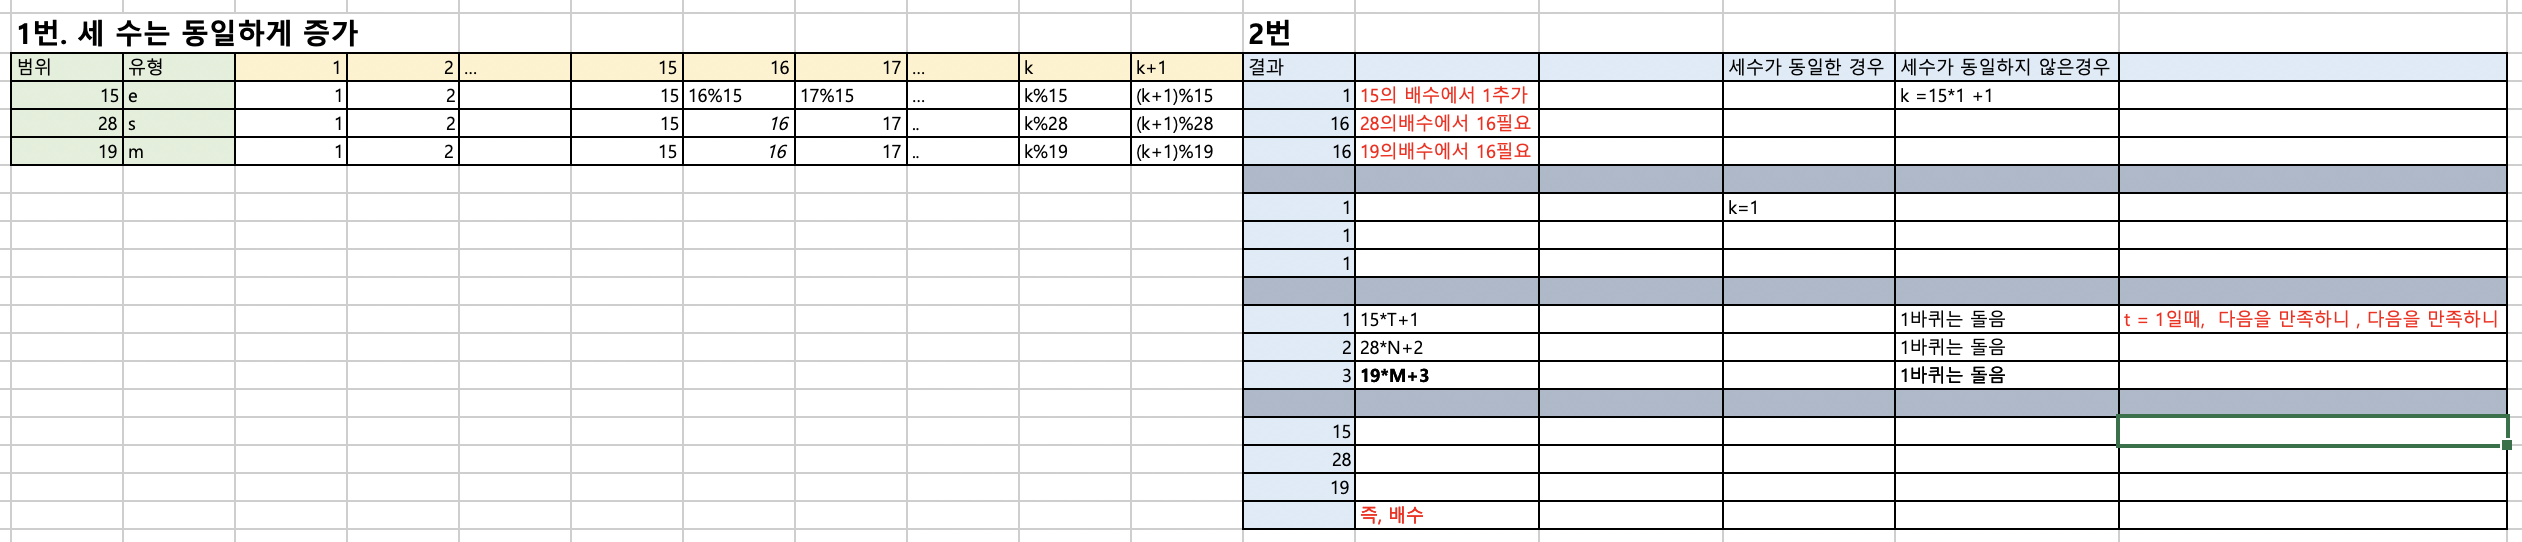 1번. 세 수는 동일하게 증가 2번
범위 유형 1 2 ... 15 16 17 ... k k+1 결과 세수가 동일한 경우 세수가 동일하지 않은경우
15 e 1 2 15 16%15 17%15 ... k%15 (k+1)%15 1 15의 배수에서 1추가 k =15*1 +1
28 s 1 2 15 16 17 .. k%28 (k+1)%28 16 28의배수에서 16필요
19 m 1 2 15 16 17 .. k%19 (k+1)%19 16 19의배수에서 16필요
1 k=1
1
1
1 15*T+1 1바퀴는 돌음 t = 1일때, 다음을 만족하니 , 다음을 만족하니
2 28*N+2 1바퀴는 돌음
3 19*M+3 1바퀴는 돌음
15
28
19
즉, 배수